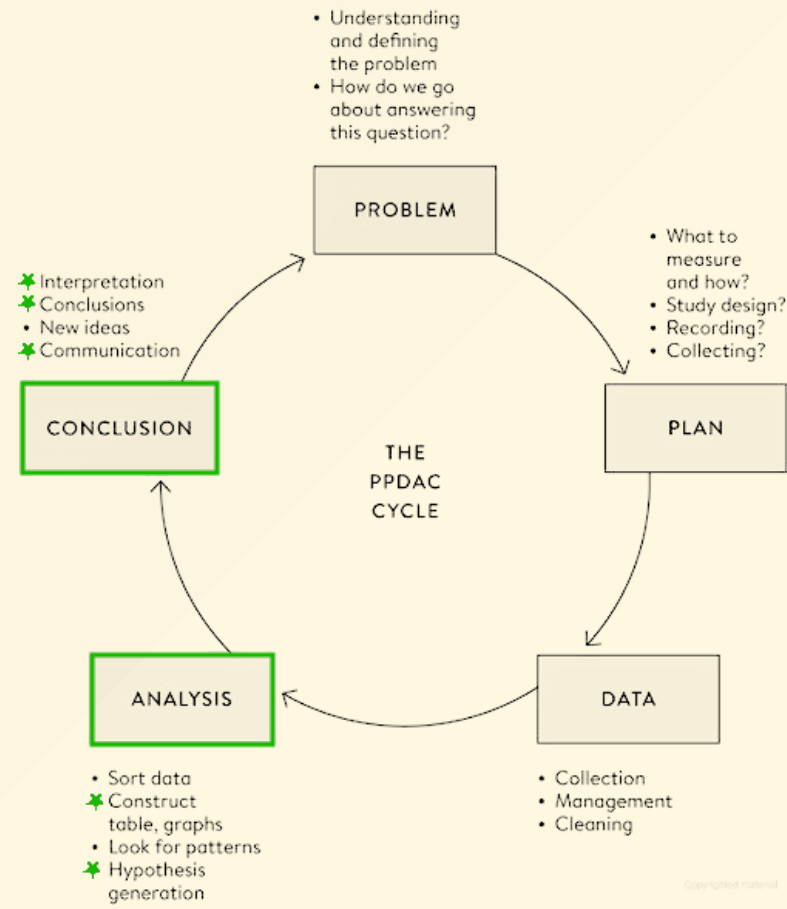 • Understanding
and defining
the problem
• How do we go
about answering
this question?
PROBLEM
• What to
measure
and how?
• Study design?
• Recording?
• Collecting?
PLAN
THE
PPDAC
CYCLE
DATA
• Collection
• Management
• Cleaning
ANALYSIS
• Sort data
Construct
table, graphs
• Look for patterns
Hypothesis
generation
Interpretation
Conclusions
• New ideas
Communication
CONCLUSION
Copyrighted material